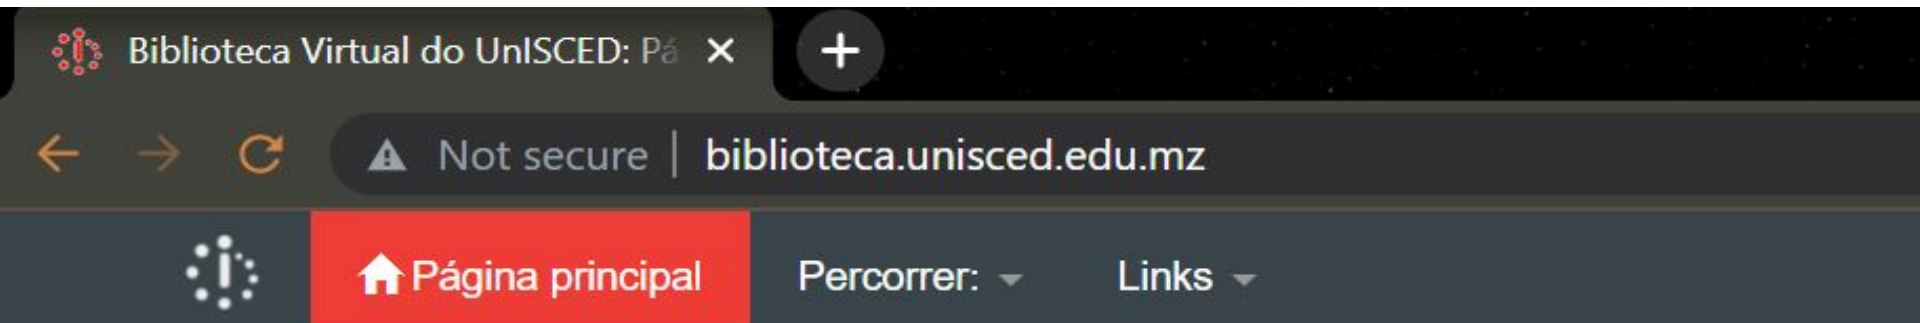 Biblioteca Virtual do UnISCED: Pá
Not secure | biblioteca.unisced.edu.mz
Página principal Percorrer: Links